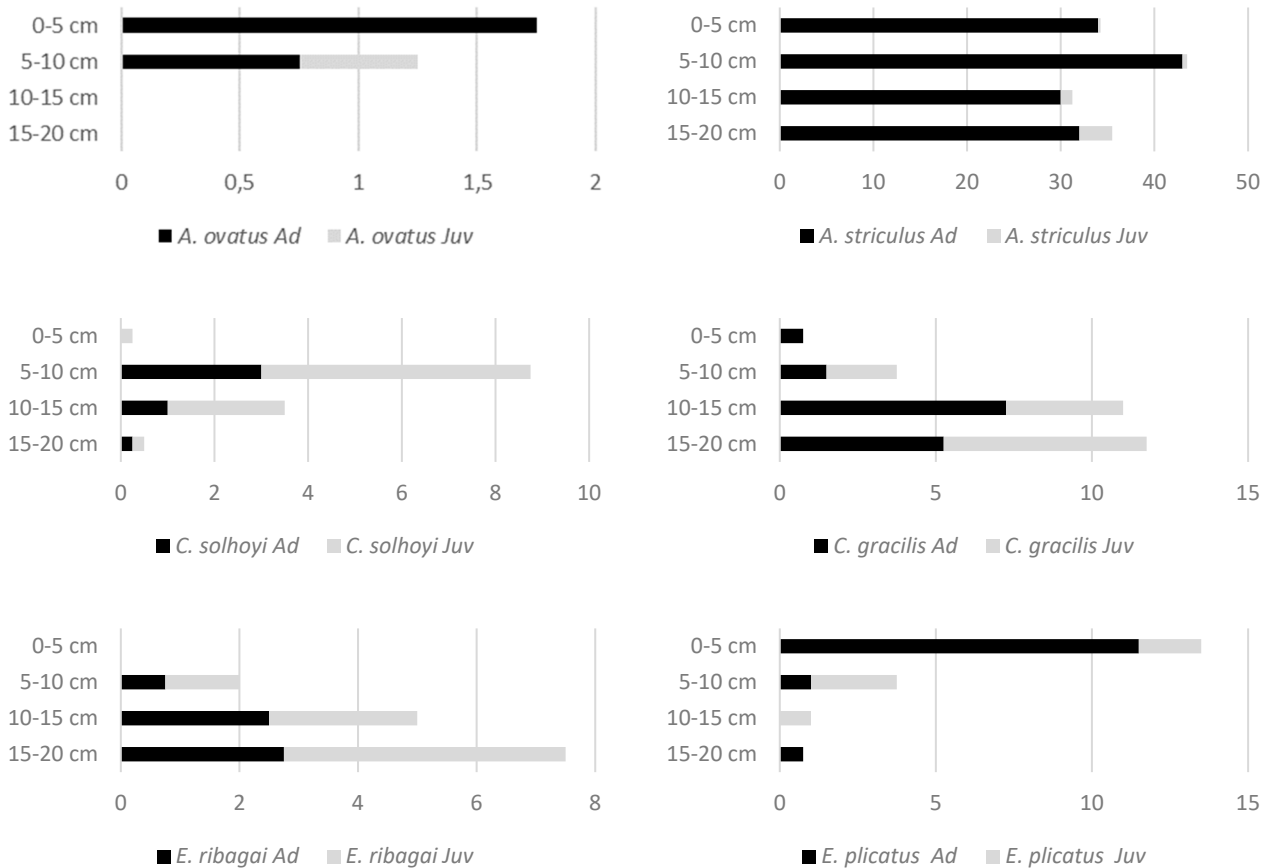 0-5 cm
5-10 cm
10-15 cm
15-20 cm
0 0,5 1 1,5 2
A. ovatus Ad A. ovatus Juv
0-5 cm
5-10 cm
10-15 cm
15-20 cm
0 10 20 30 40 50
A. striculus Ad A. striculus Juv
0-5 cm
5-10 cm
10-15 cm
15-20 cm
0 2 4 6 8 10
C. solhoyi Ad C. solhoyi Juv
0-5 cm
5-10 cm
10-15 cm
15-20 cm
0 5 10 15
C. gracilis Ad C. gracilis Juv
0-5 cm
5-10 cm
10-15 cm
15-20 cm
0 2 4 6 8
E. ribagai Ad E. ribagai Juv
0-5 cm
5-10 cm
10-15 cm
15-20 cm
0 5 10 15
E. plicatus Ad E. plicatus Juv